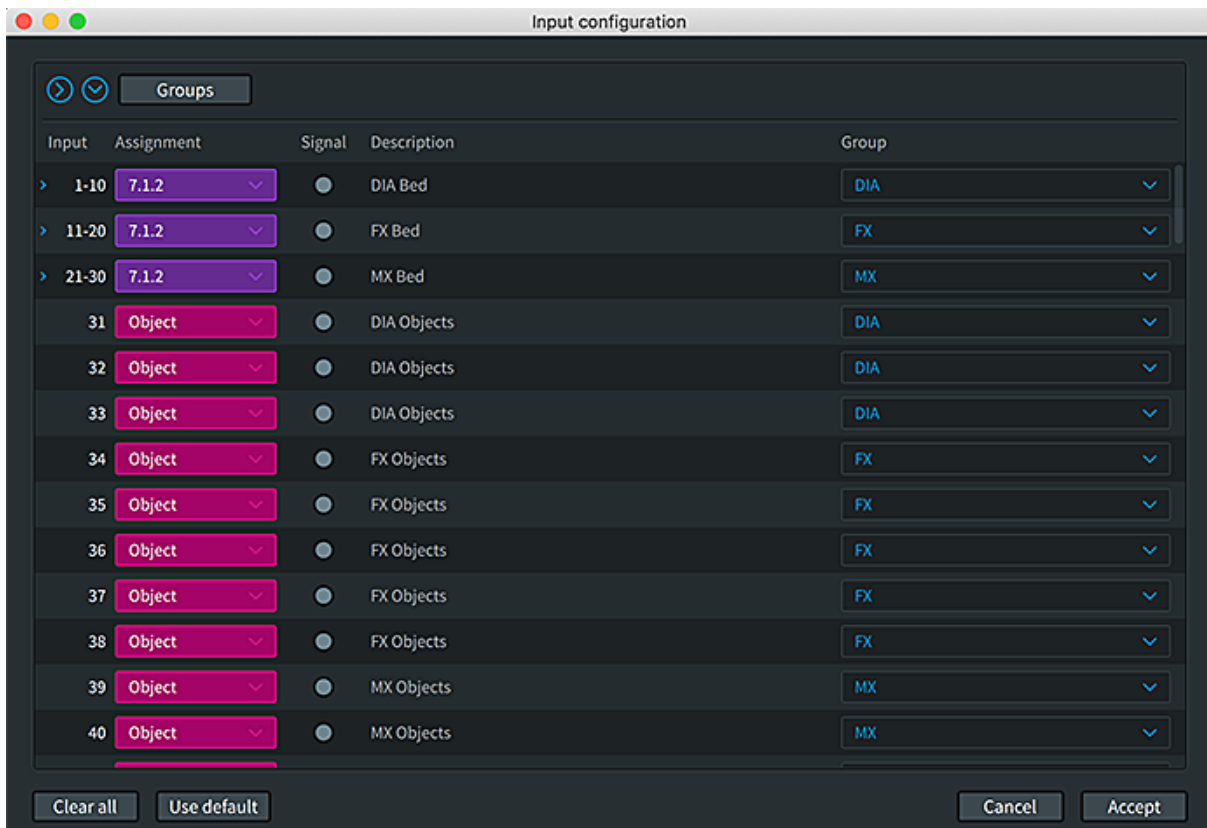 Input configuration
Groups
Input Assignment Signal Description Group
1-10 7.1.2 DIA Bed DIA
11-20 7.1.2 FX Bed FX
21-30 7.1.2 MX Bed MX
31 Object DIA Objects DIA
32 Object DIA Objects DIA
33 Object DIA Objects DIA
34 Object FX Objects FX
35 Object FX Objects FX
36 Object FX Objects FX
37 Object FX Objects FX
38 Object FX Objects FX
39 Object MX Objects MX
40 Object MX Objects MX
Clear all Use default Cancel Accept